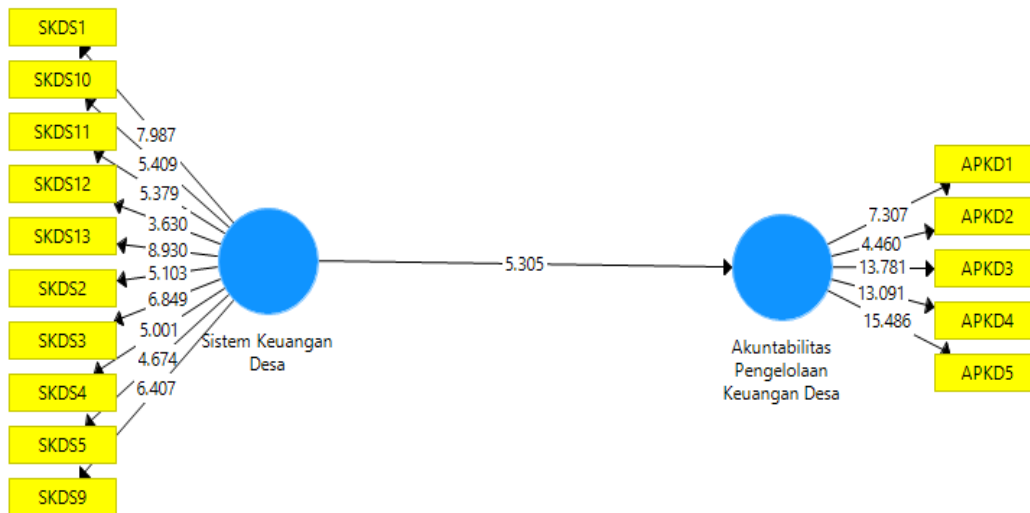 SKDS1
SKDS10
SKDS11
SKDS12
SKDS13
SKDS2
SKDS3
SKDS4
SKDS5
SKDS9
7.987
5.409
5.379
3.630
8.930
5.103
6.849
5.001
4.674
6.407
Sistem Keuangan
Desa
5.305
Akuntabilitas
Pengelolaan
Keuangan Desa
7.307
4.460
13.781
13.091
15.486
APKD1
APKD2
APKD3
APKD4
APKD5